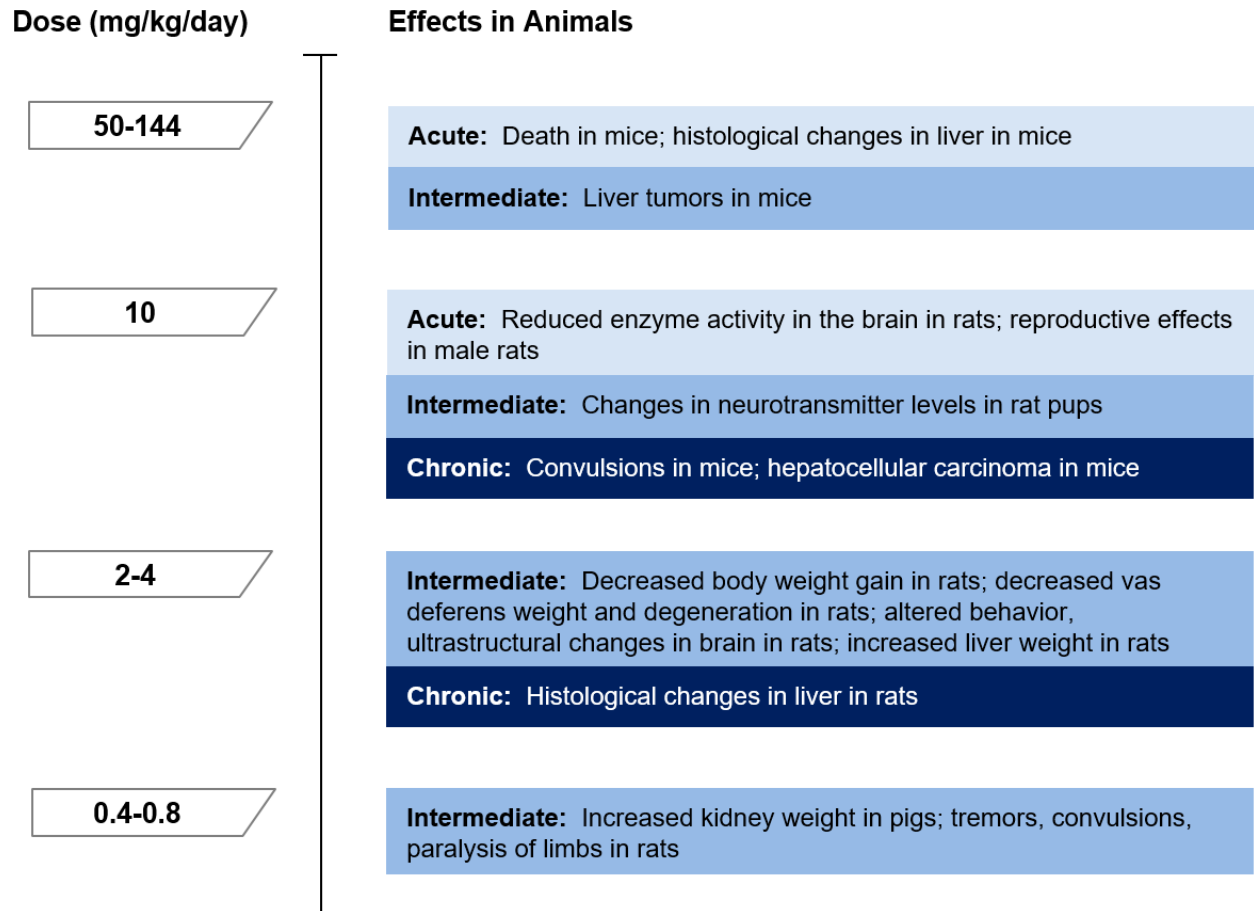 Dose (mg/kg/day)
Effects in Animals
50-144
Acute: Death in mice; histological changes in liver in mice
Intermediate: Liver tumors in mice
10
Acute: Reduced enzyme activity in the brain in rats; reproductive effects
in male rats
Intermediate: Changes in neurotransmitter levels in rat pups
Chronic: Convulsions in mice; hepatocellular carcinoma in mice
2-4
Intermediate: Decreased body weight gain in rats; decreased vas
deferens weight and degeneration in rats; altered behavior,
ultrastructural changes in brain in rats; increased liver weight in rats
Chronic: Histological changes in liver in rats
0.4-0.8
Intermediate: Increased kidney weight in pigs; tremors, convulsions,
paralysis of limbs in rats